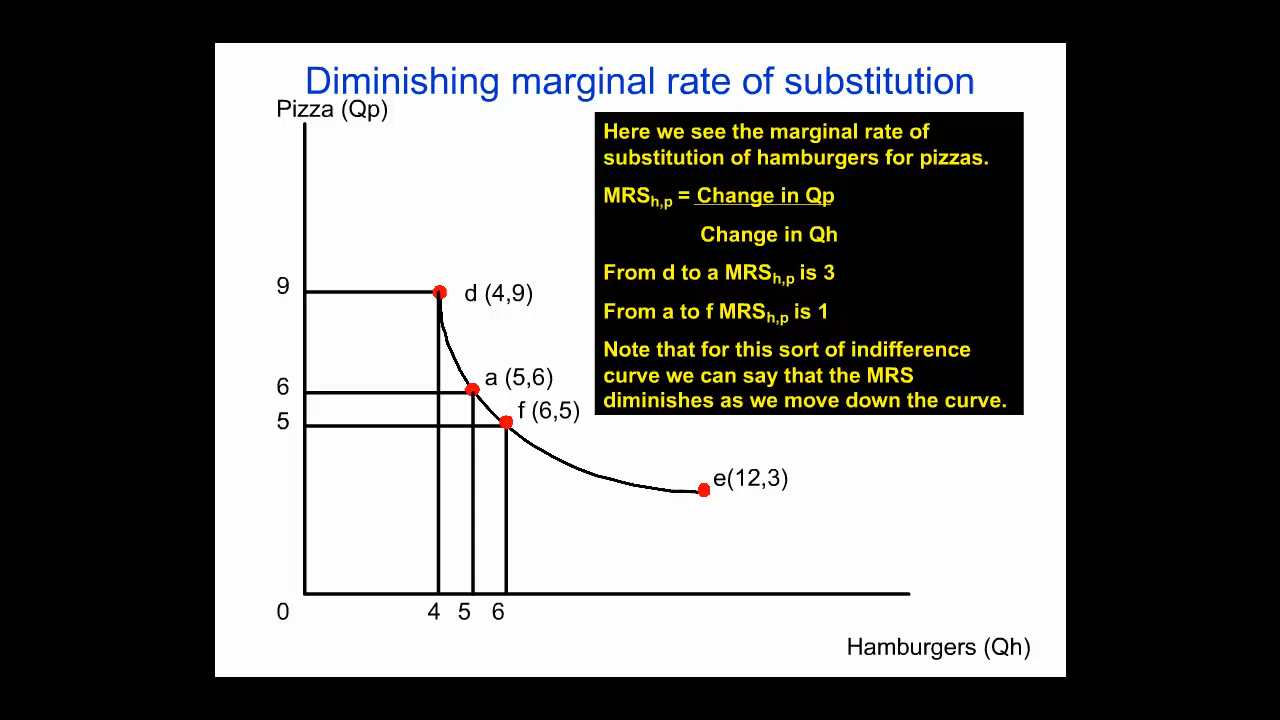 Diminishing marginal rate of substitution
Pizza (Qp)
Here we see the marginal rate of
substitution of hamburgers for pizzas.
MRSh,p = Change in Qp
Change in Qh
From d to a MRSh,p is 3
From a to f MRSh,p is 1
Note that for this sort of indifference
curve we can say that the MRS
diminishes as we move down the curve.
9
d (4,9)
6
a (5,6)
5
f (6,5)
e(12,3)
0
4
5
6
Hamburgers (Qh)